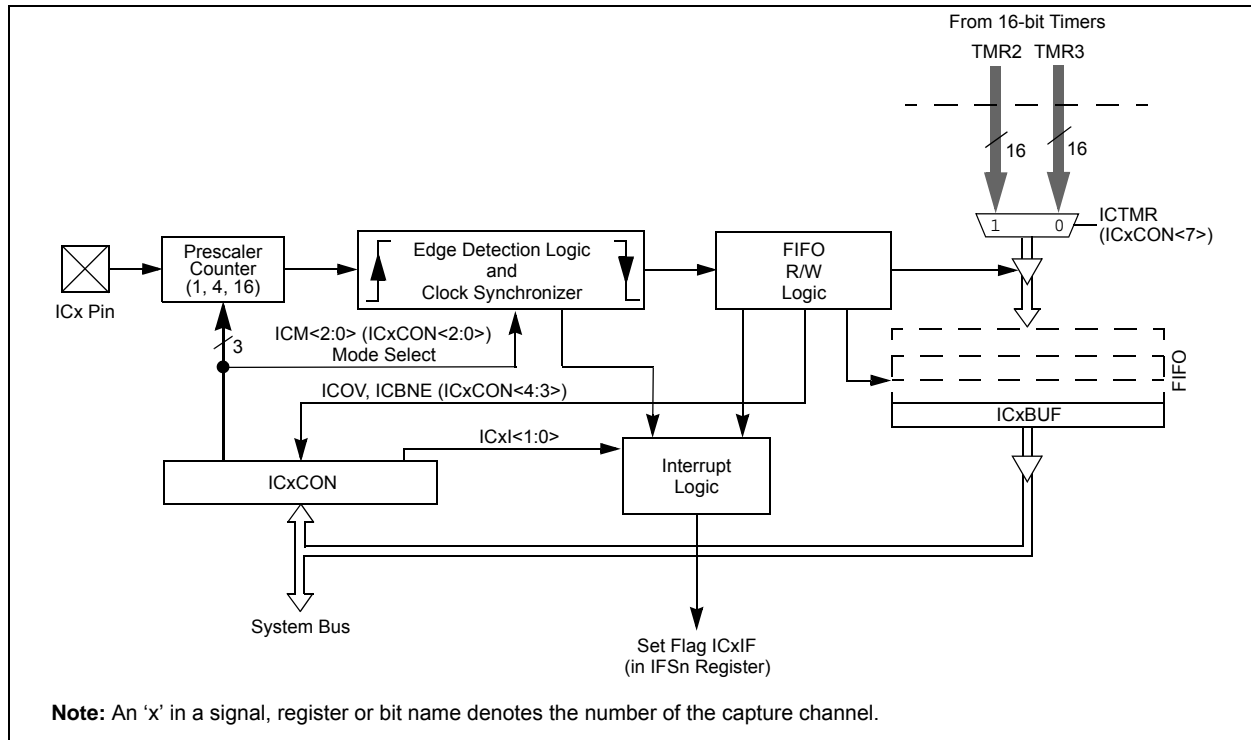 From 16-bit Timers
TMR2 TMR3
16 16
1 0
ICTMR
(ICxCON<7>)
ICx Pin
Prescaler
Counter
(1, 4, 16)
Edge Detection Logic
and
Clock Synchronizer
FIFO
R/W
Logic
3
ICM<2:0> (ICxCON<2:0>)
Mode Select
ICOV, ICBNE (ICxCON<4:3>)
FIFO
ICxBUF
ICxI<1:0>
ICxCON
Interrupt
Logic
System Bus
Set Flag ICxIF
(in IFSn Register)
Note: An ‘x’ in a signal, register or bit name denotes the number of the capture channel.